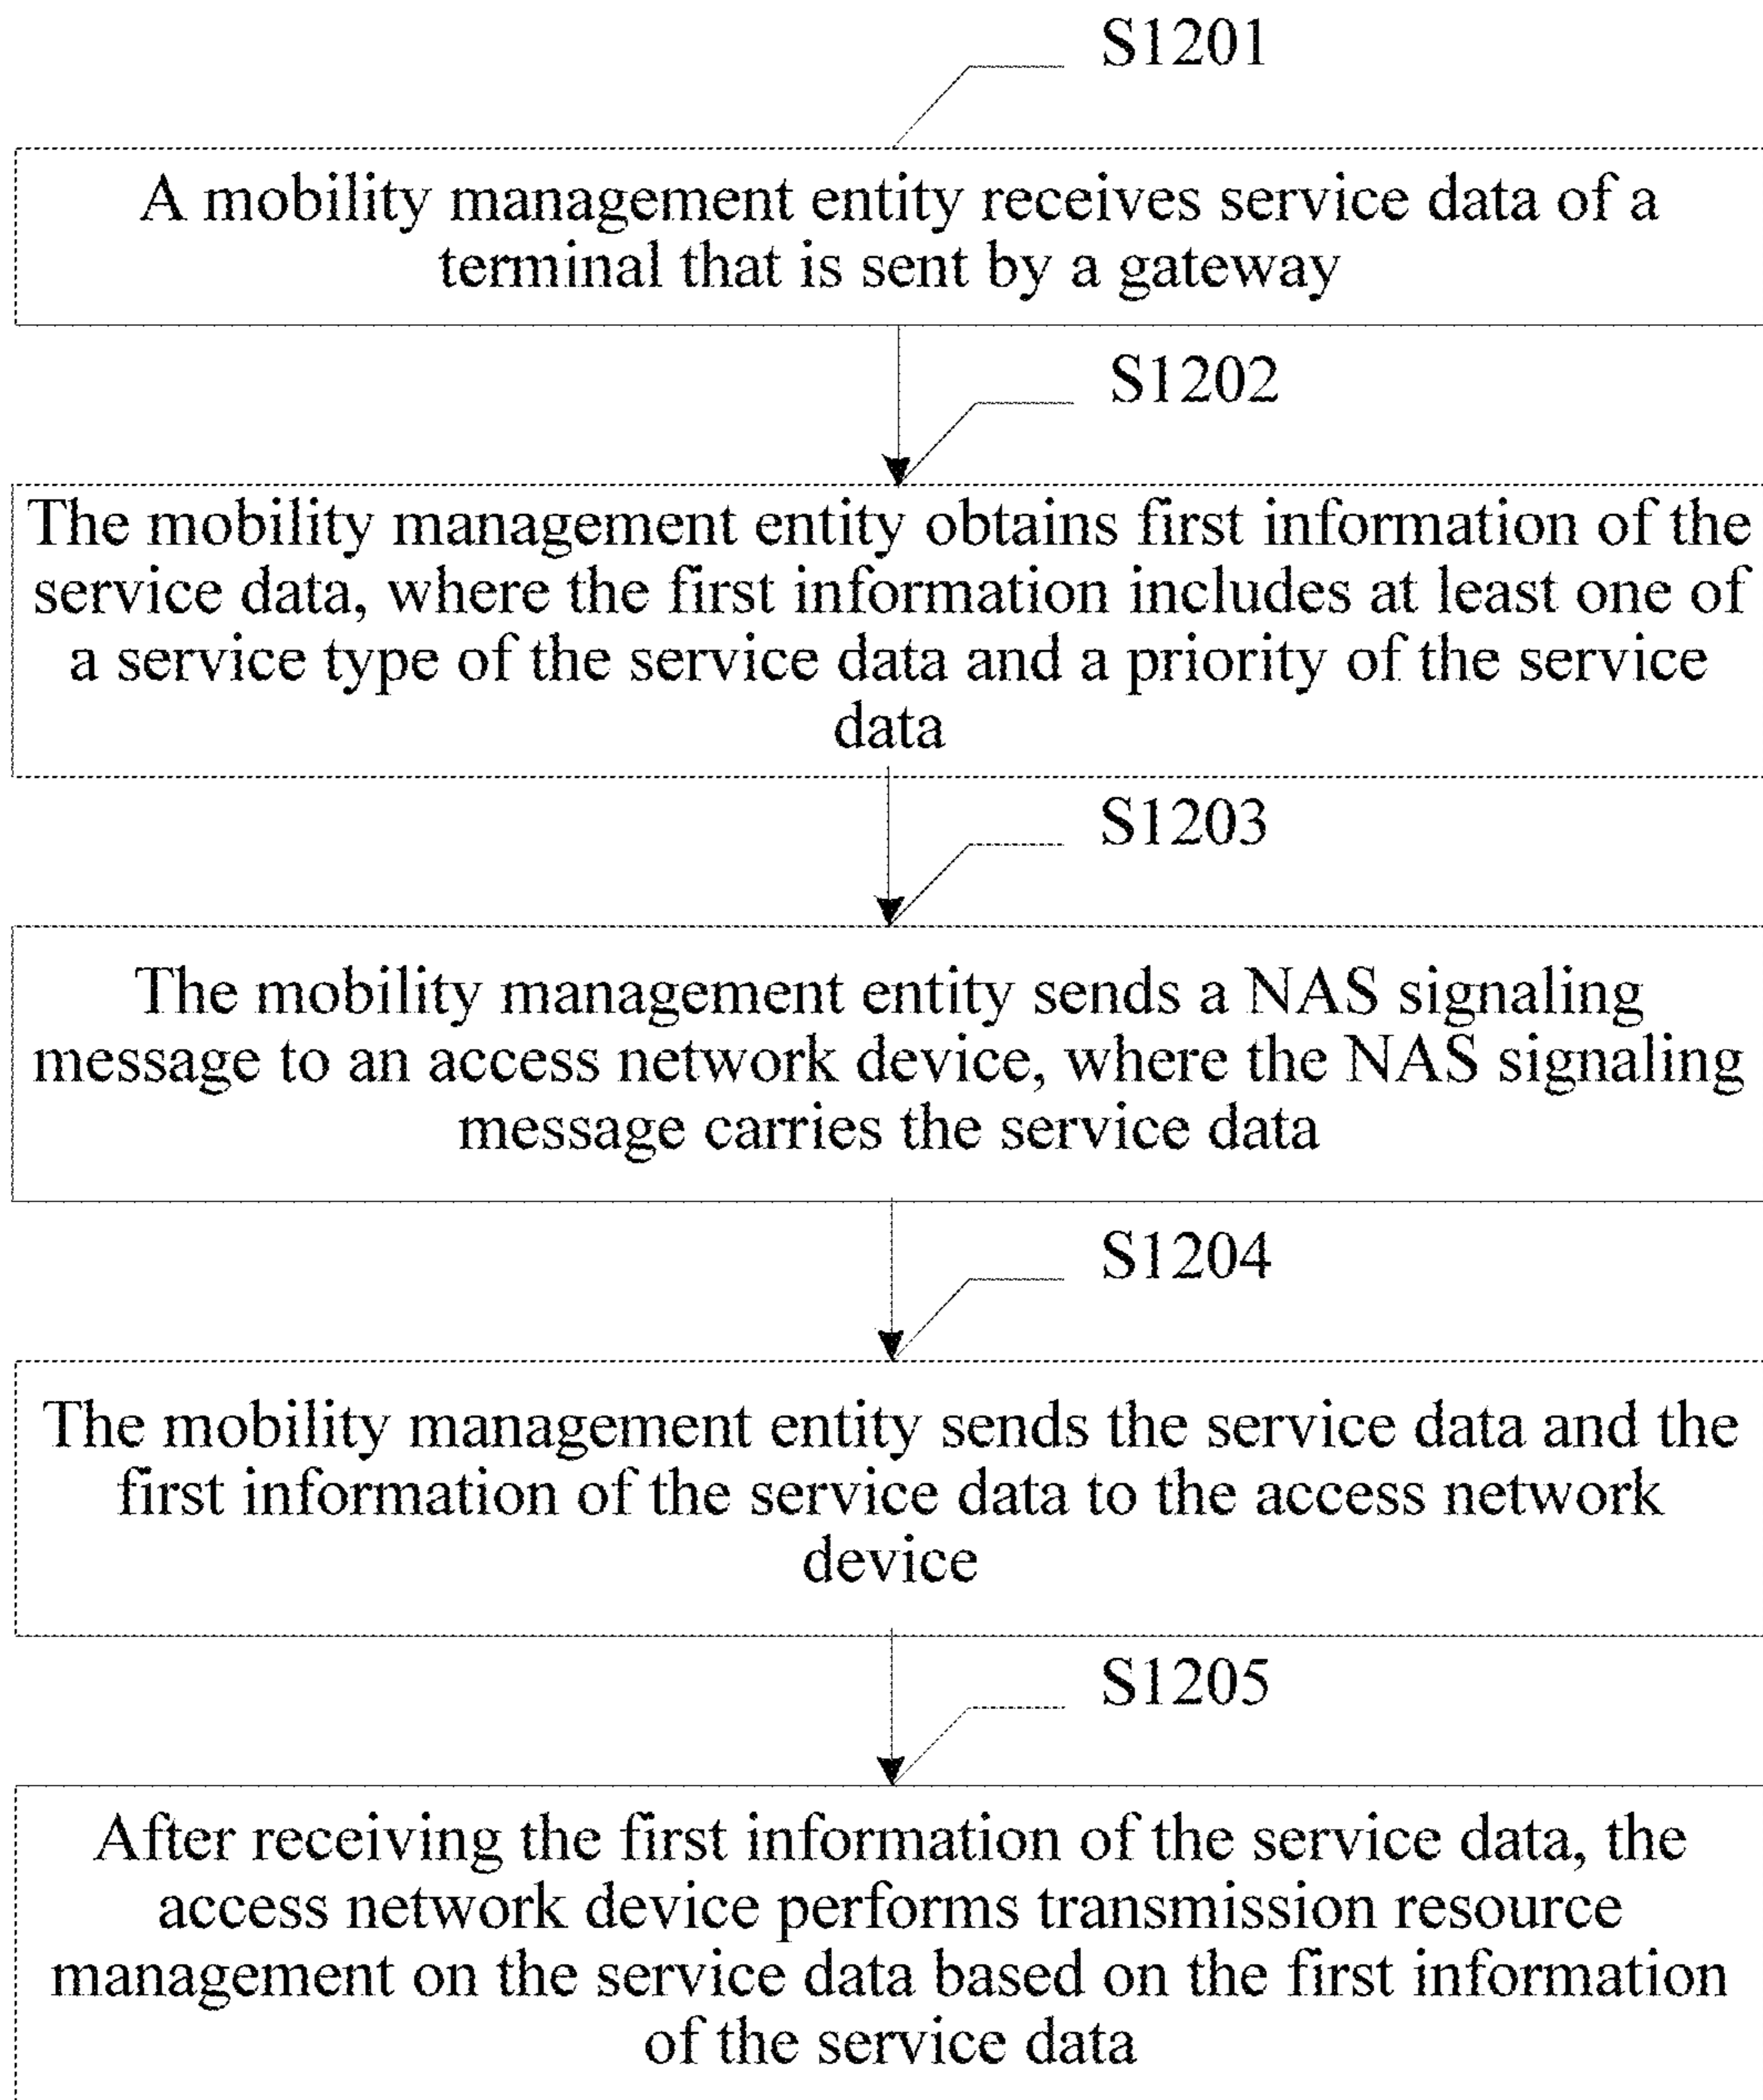 S1201
A mobility management entity receives service data of a
terminal that is sent by a gateway
S1202
The mobility management entity obtains first information of the
service data, where the first information includes at least one of
a service type of the service data and a priority of the service
data
S1203
The mobility management entity sends a NAS signaling
message to an access network device, where the NAS signaling
message carries the service data
S1204
The mobility management entity sends the service data and the
first information of the service data to the access network
device
S1205
After receiving the first information of the service data, the
access network device performs transmission resource
management on the service data based on the first information
of the service data